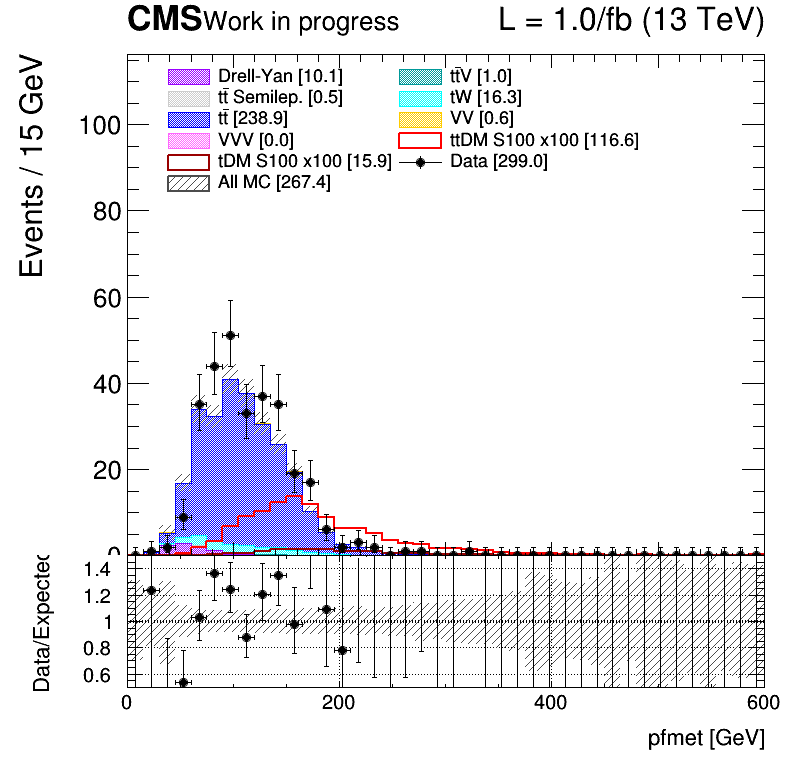 CMS Work in progress L = 1.0/fb (13 TeV)
Events / 15 GeV
Drell-Yan [10.1] tt̄V [1.0]
tt̄ Semilep. [0.5] tW [16.3]
tt̄ [238.9] VV [0.6]
VVV [0.0] ttDM S100 x100 [116.6]
tDM S100 x100 [15.9] Data [299.0]
All MC [267.4]
100
80
60
40
20
0
Data/Expected
1.4
1.2
1
0.8
0.6
0 200 400 600
pfmet [GeV]